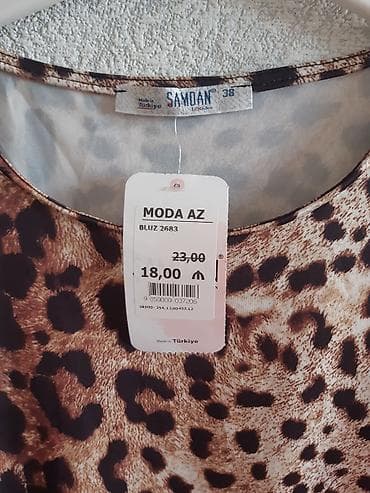 Made in
Türkiye
SAMDAN
38
MODA AZ
BLUZ 2683
23,00
18,00 ₼
Made in Türkiye